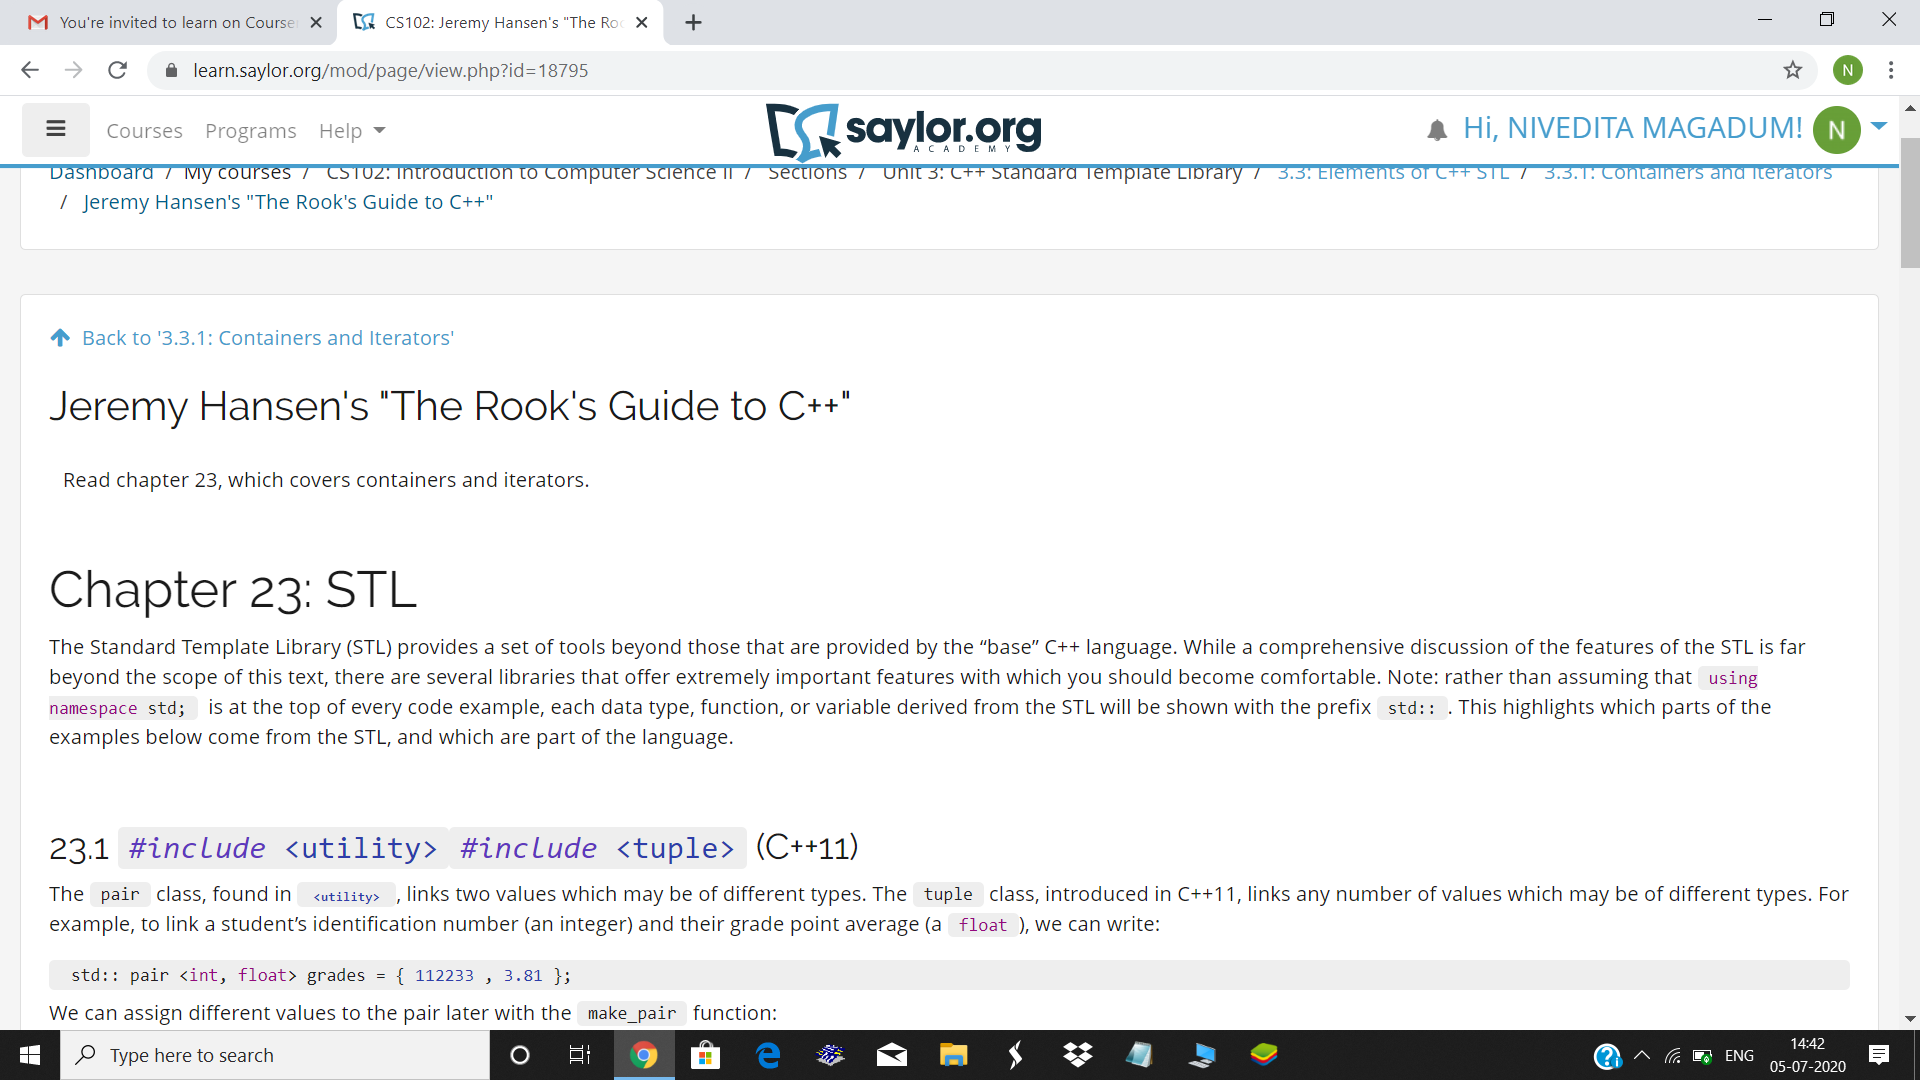 You're invited to learn on Course
CS102: Jeremy Hansen's "The Roo
learn.saylor.org/mod/page/view.php?id=18795
N
Courses Programs Help
saylor.org
ACADEMY
Hi, NIVEDITA MAGADUM!
N
Dashboard / My courses / CS102: Introduction to Computer Science II / Sections / Unit 3: C++ Standard Template Library / 3.3: Elements of C++ STL / 3.3.1: Containers and Iterators
/ Jeremy Hansen's "The Rook's Guide to C++"
Back to '3.3.1: Containers and Iterators'
Jeremy Hansen's "The Rook's Guide to C++"
Read chapter 23, which covers containers and iterators.
Chapter 23: STL
The Standard Template Library (STL) provides a set of tools beyond those that are provided by the “base” C++ language. While a comprehensive discussion of the features of the STL is far
beyond the scope of this text, there are several libraries that offer extremely important features with which you should become comfortable. Note: rather than assuming that using
namespace std; is at the top of every code example, each data type, function, or variable derived from the STL will be shown with the prefix std:: . This highlights which parts of the
examples below come from the STL, and which are part of the language.
23.1 #include <utility> #include <tuple> (C++11)
The pair class, found in <utility> , links two values which may be of different types. The tuple class, introduced in C++11, links any number of values which may be of different types. For
example, to link a student’s identification number (an integer) and their grade point average (a float ), we can write:
std:: pair <int, float> grades = { 112233 , 3.81 };
We can assign different values to the pair later with the make_pair function:
Type here to search
ENG
14:42
05-07-2020